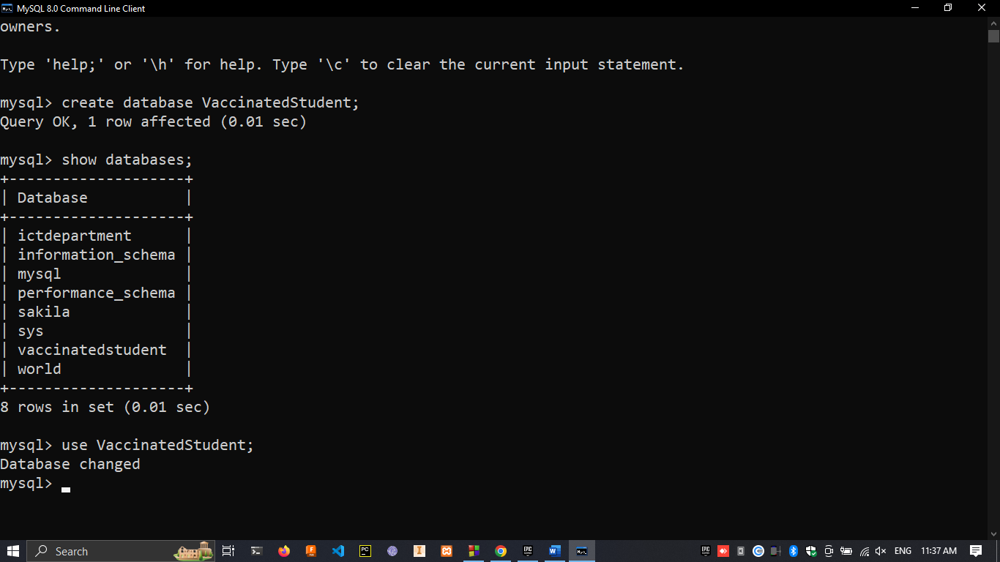 MySQL 8.0 Command Line Client
owners.
Type 'help;' or '\h' for help. Type '\c' to clear the current input statement.
mysql> create database VaccinatedStudent;
Query OK, 1 row affected (0.01 sec)
mysql> show databases;
+--------------------+
| Database           |
+--------------------+
| ictdepartment      |
| information_schema |
| mysql              |
| performance_schema |
| sakila             |
| sys                |
| vaccinatedstudent  |
| world              |
+--------------------+
8 rows in set (0.01 sec)
mysql> use VaccinatedStudent;
Database changed
mysql>
Search
ENG 11:37 AM